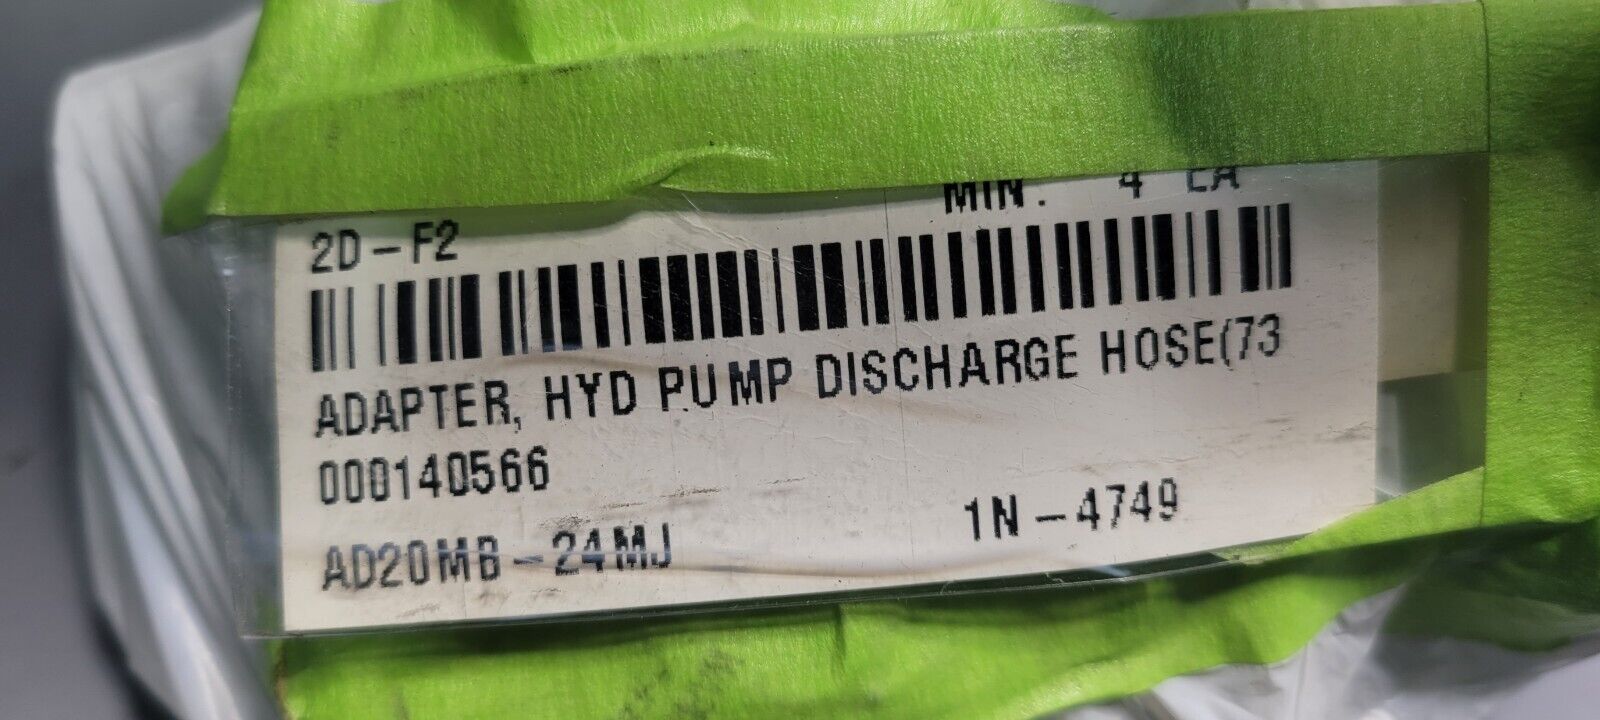 MIN. 4 EA
2D-F2
ADAPTER, HYD PUMP DISCHARGE HOSE(73
000140566
AD20MB-24MJ 1N-4749